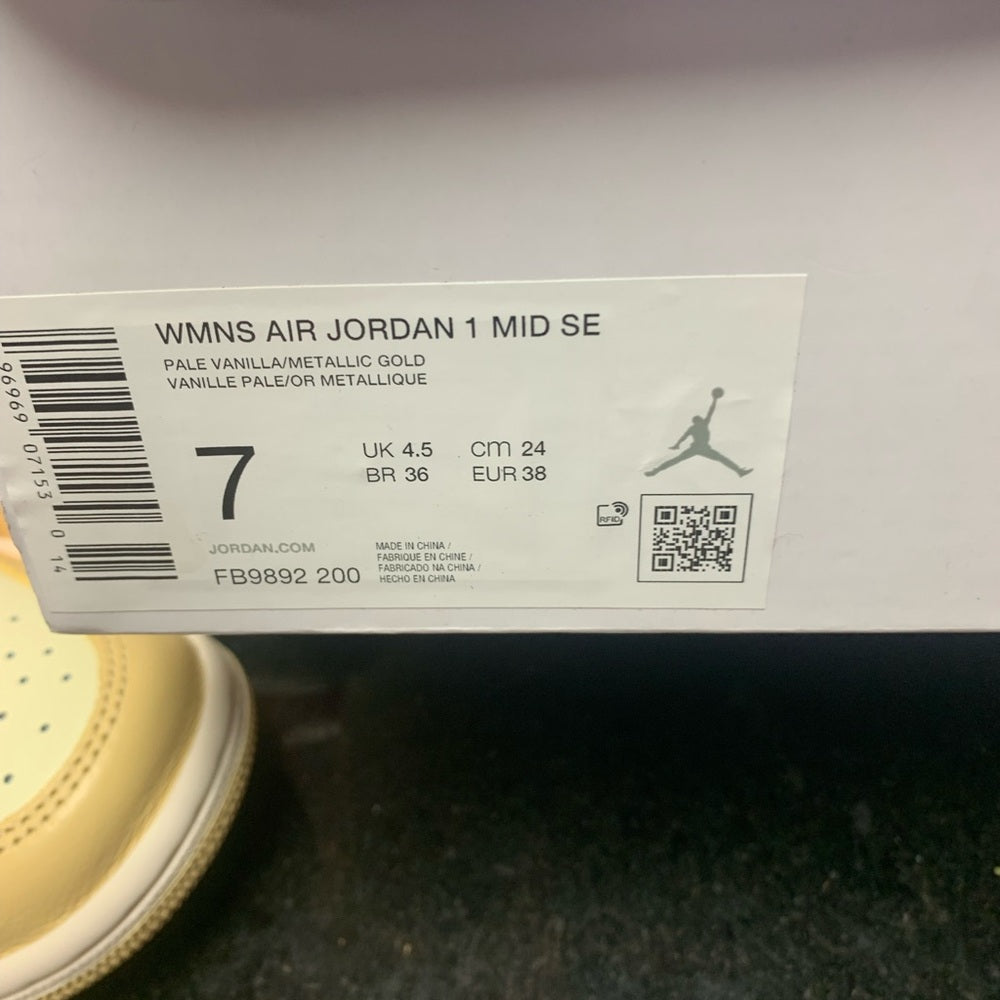 WMNS AIR JORDAN 1 MID SE
PALE VANILLA/METALLIC GOLD
VANILLE PALE/OR METALLIQUE
7
UK 4.5 cm 24
BR 36 EUR 38
RFID
JORDAN.COM
FB9892 200
MADE IN CHINA /
FABRIQUE EN CHINE /
FABRICADO NA CHINA /
HECHO EN CHINA
96969 07153 0 14